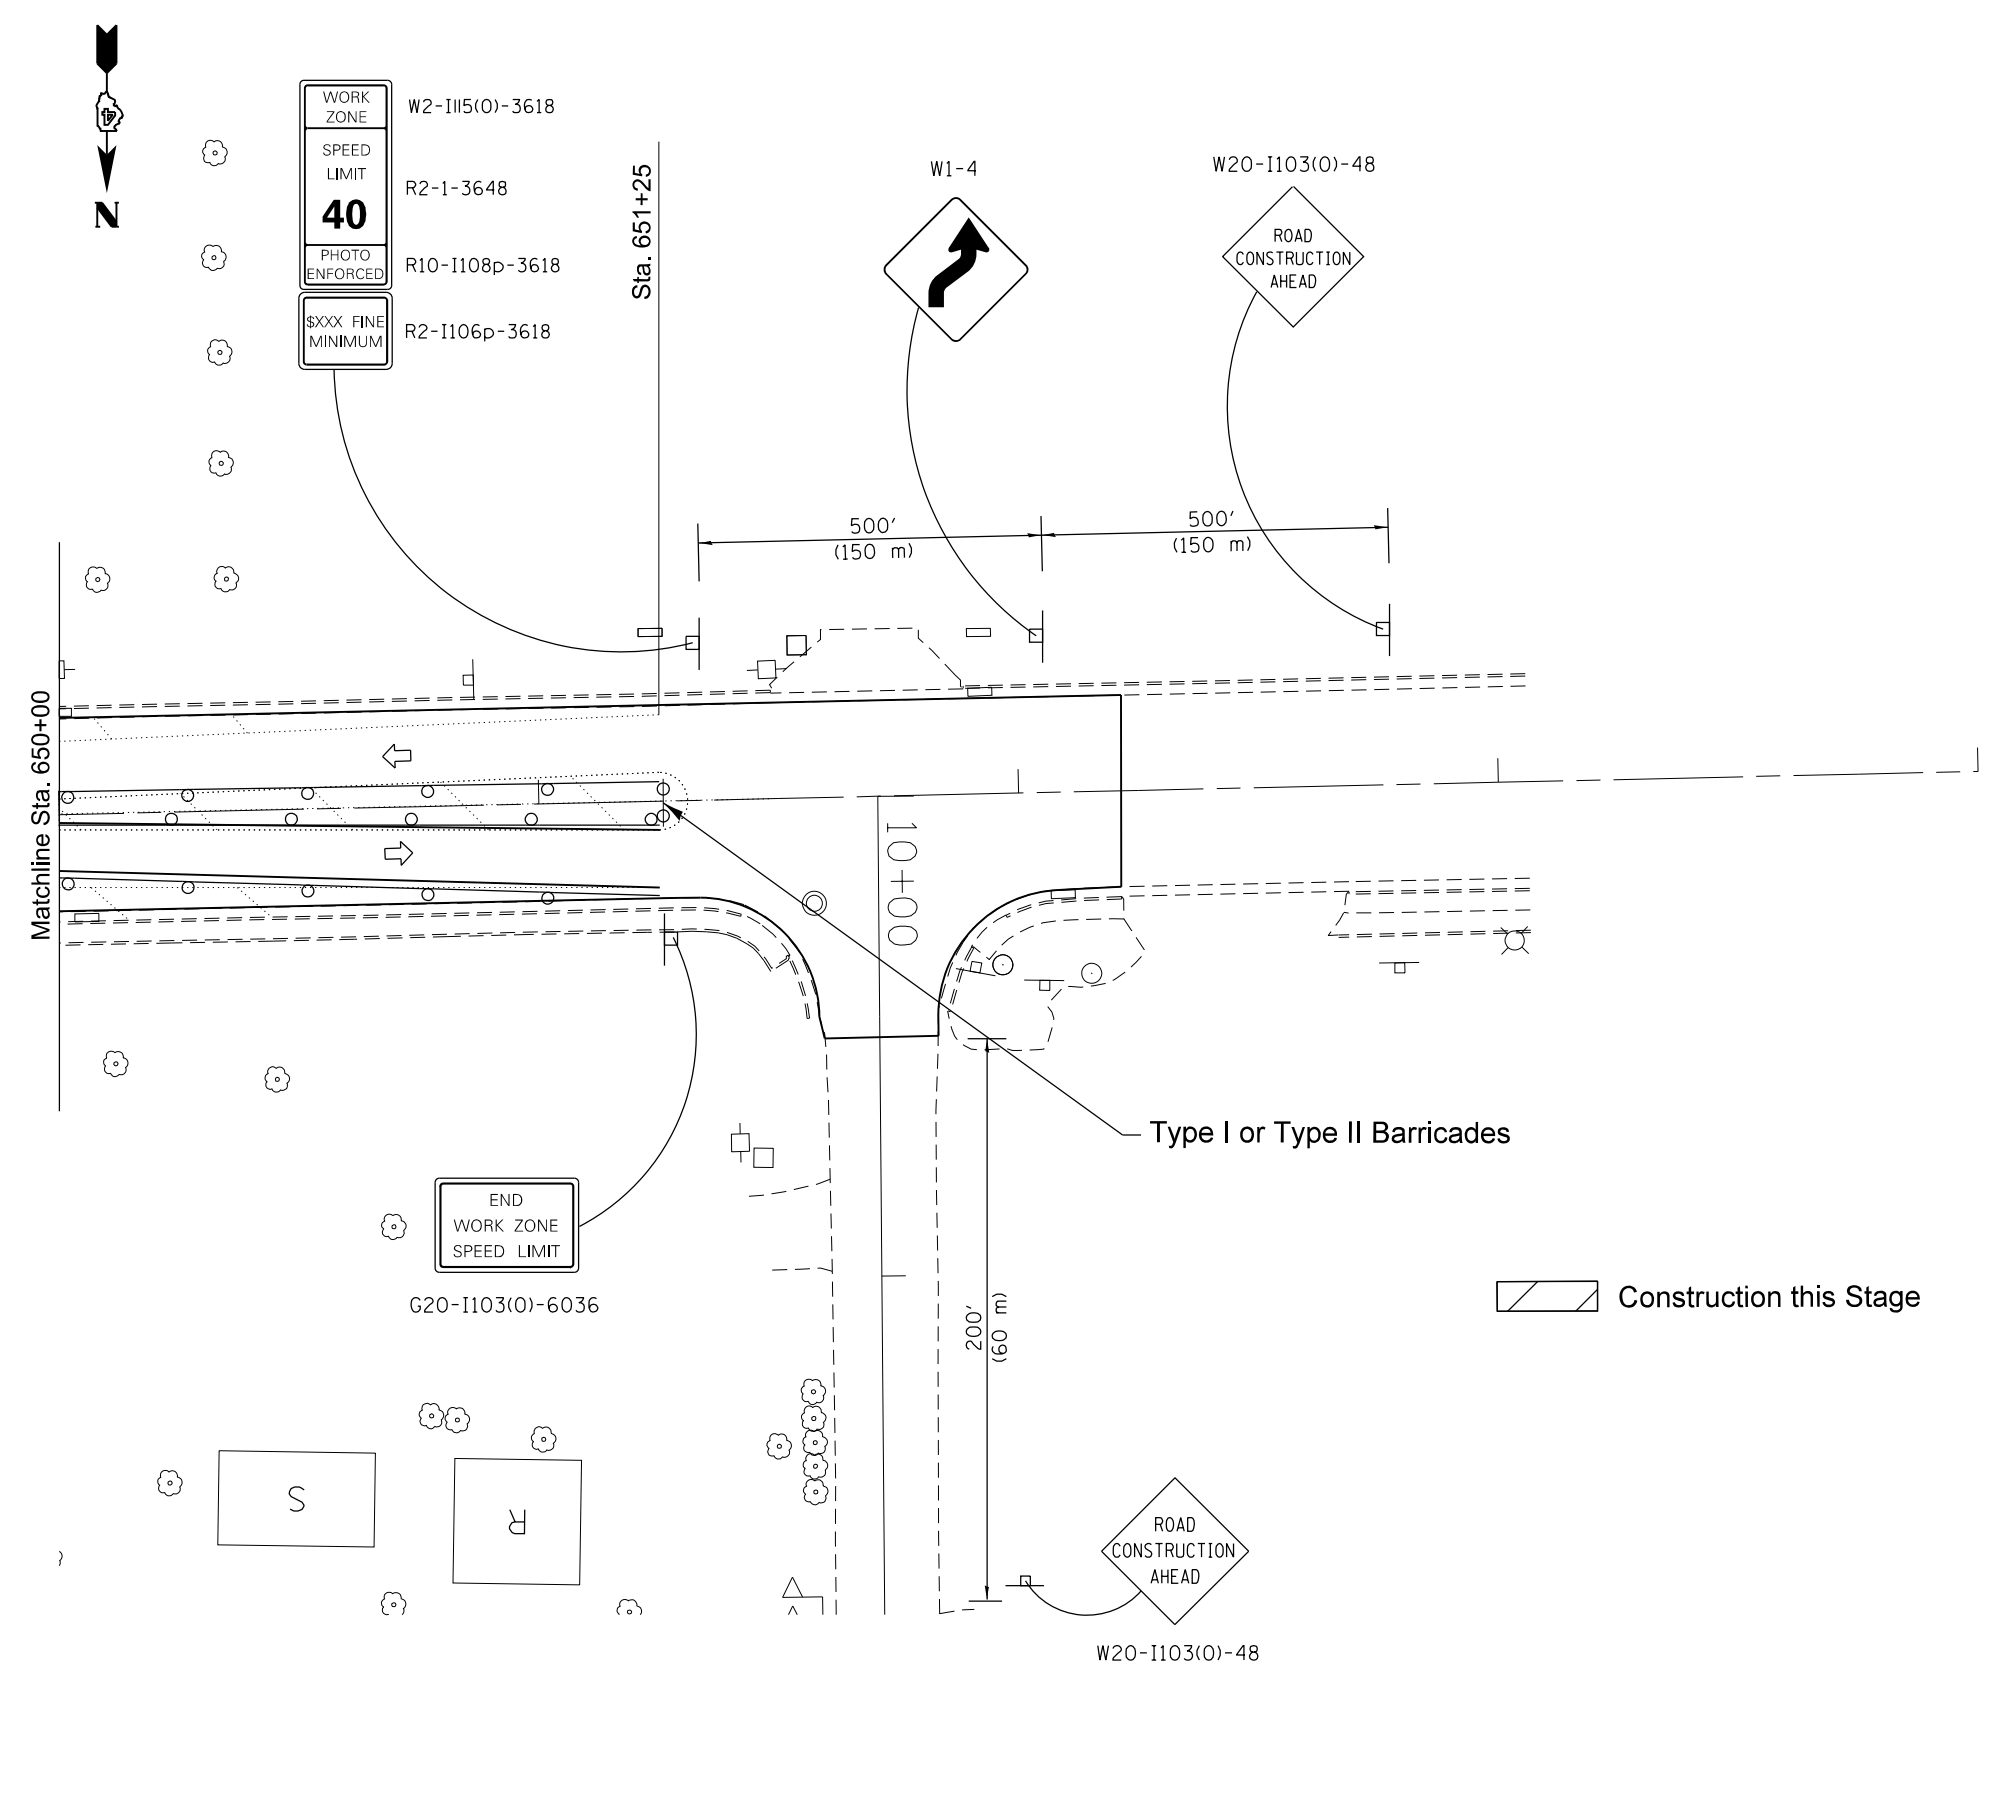 N
WORK
ZONE
W2-I115(O)-3618
SPEED
LIMIT
40
R2-1-3648
PHOTO
ENFORCED
R10-I108p-3618
$XXX FINE
MINIMUM
R2-I106p-3618
Sta. 651+25
W1-4
W20-I103(O)-48
ROAD
CONSTRUCTION
AHEAD
500'
(150 m)
500'
(150 m)
Matchline Sta. 650+00
10+00
Type I or Type II Barricades
END
WORK ZONE
SPEED LIMIT
G20-I103(O)-6036
200'
(60 m)
Construction this Stage
S
R
ROAD
CONSTRUCTION
AHEAD
W20-I103(O)-48
4